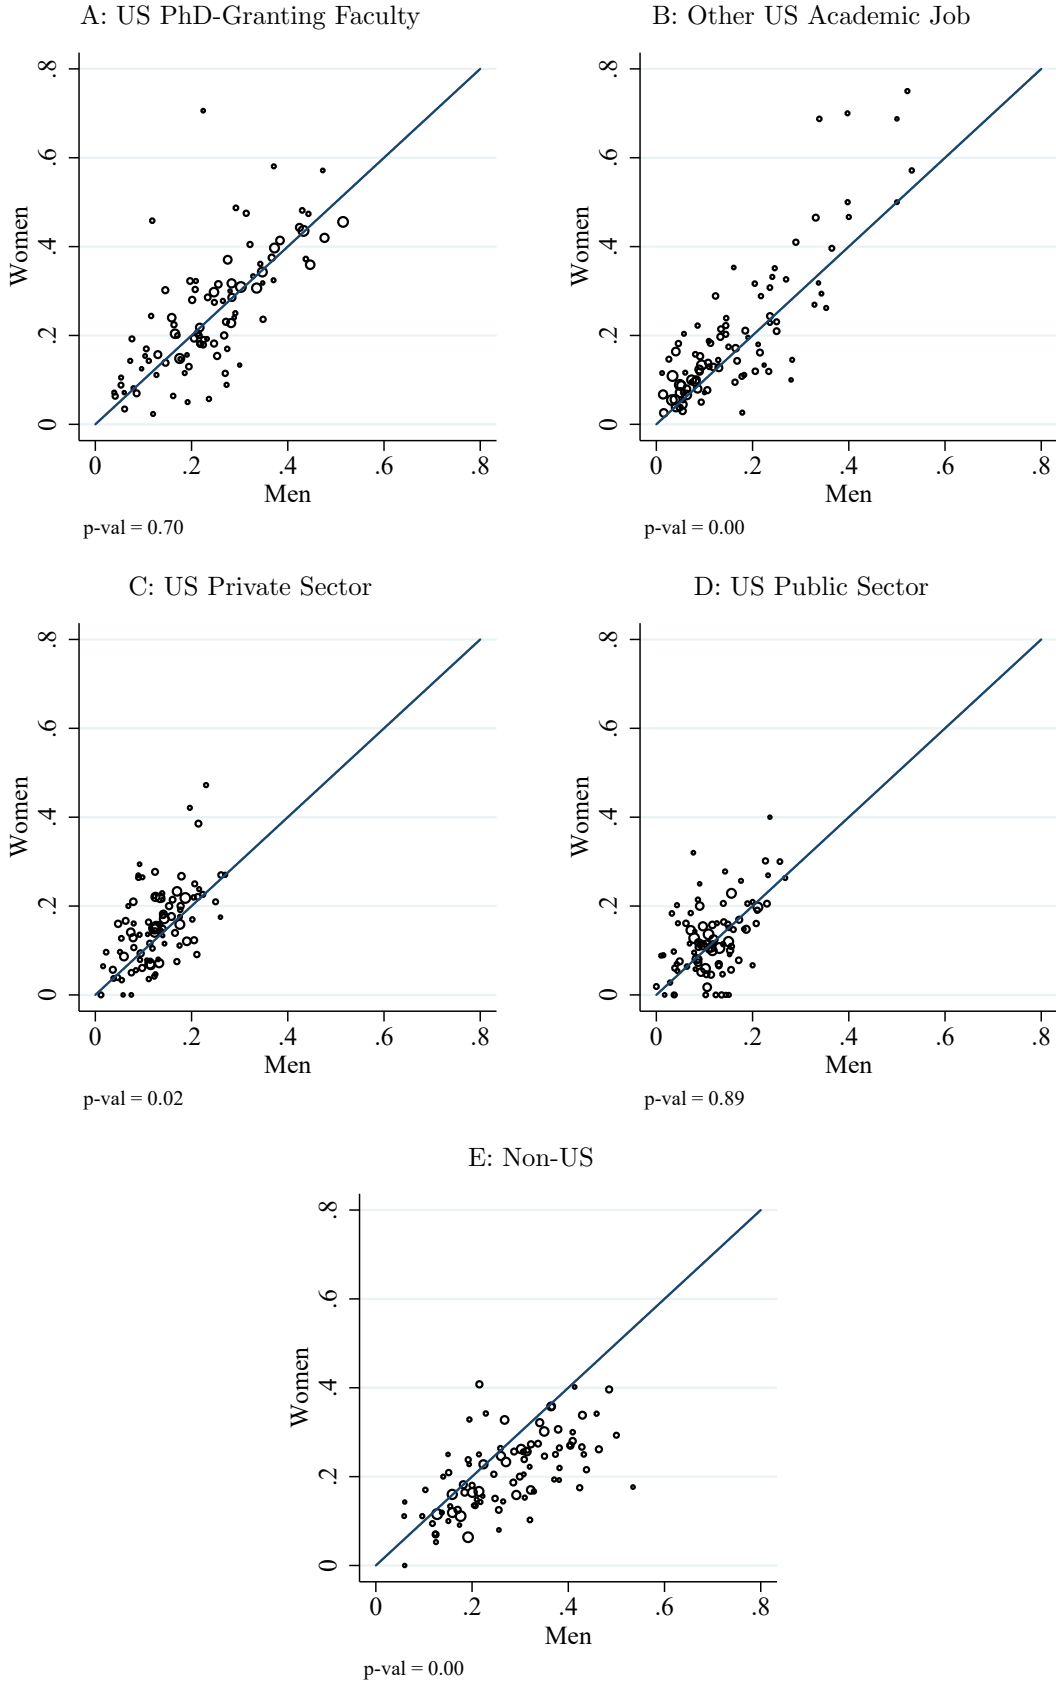 A: US PhD-Granting Faculty
Women
.8
.6
.4
.2
0
0 .2 .4 .6 .8
Men
p-val = 0.70
B: Other US Academic Job
Women
.8
.6
.4
.2
0
0 .2 .4 .6 .8
Men
p-val = 0.00
C: US Private Sector
Women
.8
.6
.4
.2
0
0 .2 .4 .6 .8
Men
p-val = 0.02
D: US Public Sector
Women
.8
.6
.4
.2
0
0 .2 .4 .6 .8
Men
p-val = 0.89
E: Non-US
Women
.8
.6
.4
.2
0
0 .2 .4 .6 .8
Men
p-val = 0.00